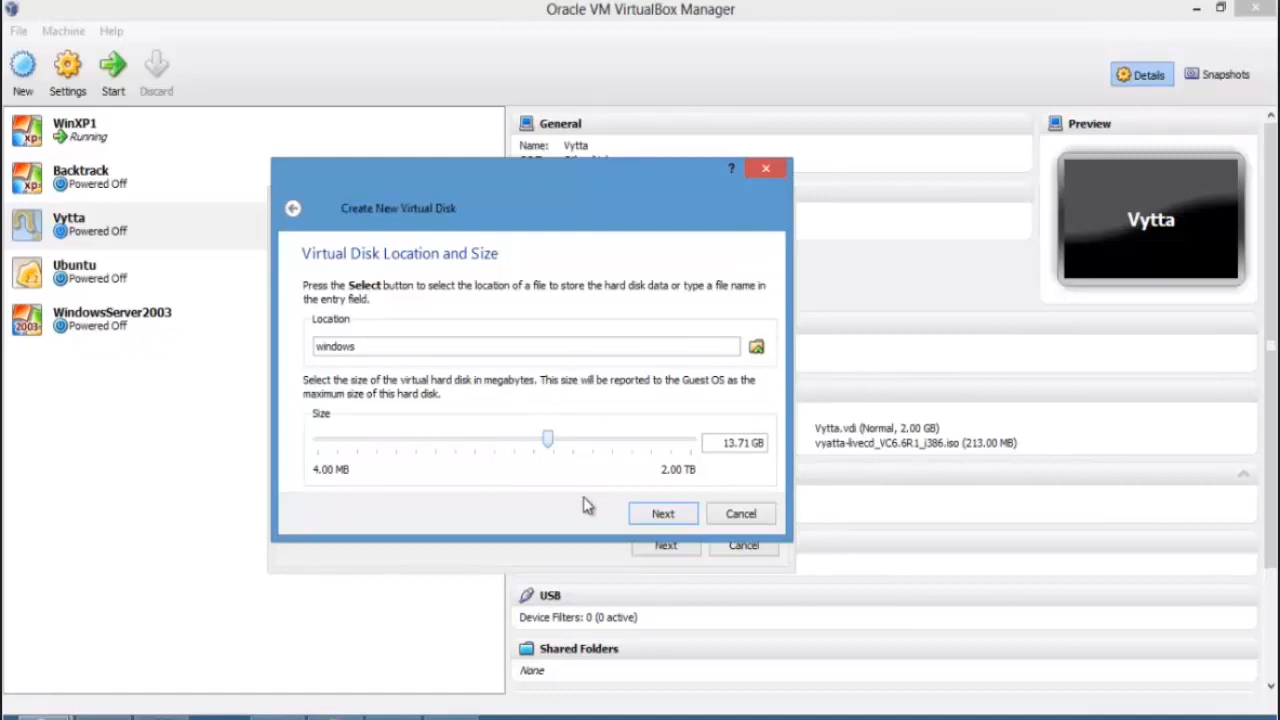 Oracle VM VirtualBox Manager
File Machine Help
New Settings Start Discard
Details Snapshots
WinXP1
Running
Backtrack
Powered Off
Vytta
Powered Off
Ubuntu
Powered Off
WindowsServer2003
Powered Off
General
Name: Vytta
Preview
Vytta
?
Create New Virtual Disk
Virtual Disk Location and Size
Press the Select button to select the location of a file to store the hard disk data or type a file name in
the entry field.
Location
windows
Select the size of the virtual hard disk in megabytes. This size will be reported to the Guest OS as the
maximum size of this hard disk.
Size
13.71 GB
4.00 MB 2.00 TB
Next Cancel
Next Cancel
Vytta.vdi (Normal, 2.00 GB)
vyatta-livecd_VC6.6R1_i386.iso (213.00 MB)
USB
Device Filters: 0 (0 active)
Shared Folders
None